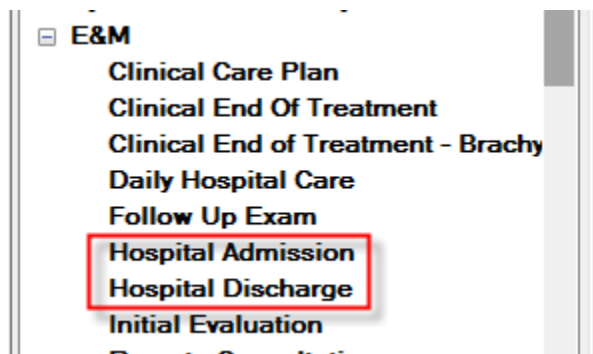 E&M
Clinical Care Plan
Clinical End Of Treatment
Clinical End of Treatment - Brachy
Daily Hospital Care
Follow Up Exam
Hospital Admission
Hospital Discharge
Initial Evaluation